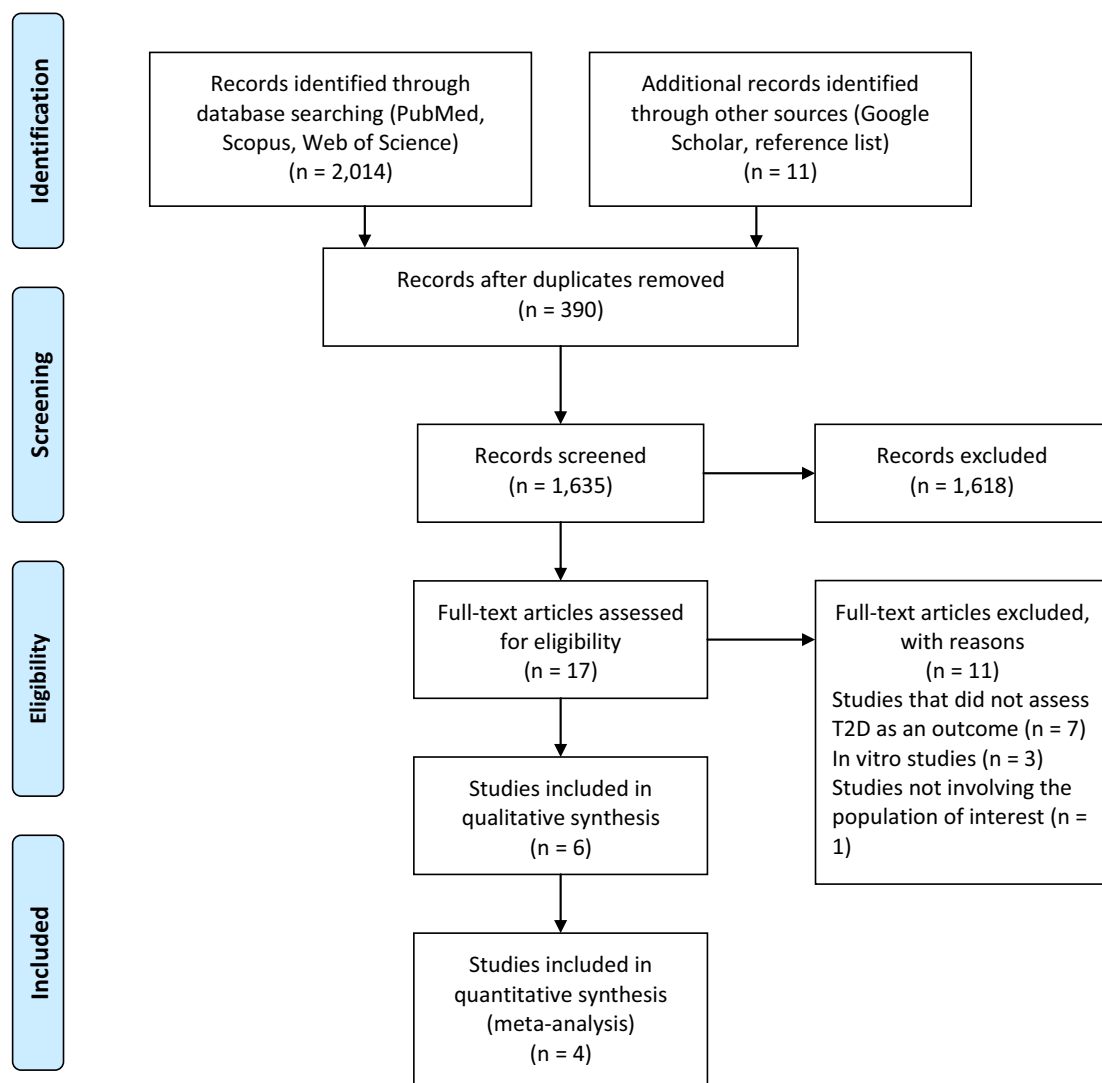 Identification
Records identified through
database searching (PubMed,
Scopus, Web of Science)
(n = 2,014)
Additional records identified
through other sources (Google
Scholar, reference list)
(n = 11)
Records after duplicates removed
(n = 390)
Screening
Records screened
(n = 1,635)
Records excluded
(n = 1,618)
Eligibility
Full-text articles assessed
for eligibility
(n = 17)
Full-text articles excluded,
with reasons
(n = 11)
Studies that did not assess
T2D as an outcome (n = 7)
In vitro studies (n = 3)
Studies not involving the
population of interest (n =
1)
Studies included in
qualitative synthesis
(n = 6)
Included
Studies included in
quantitative synthesis
(meta-analysis)
(n = 4)